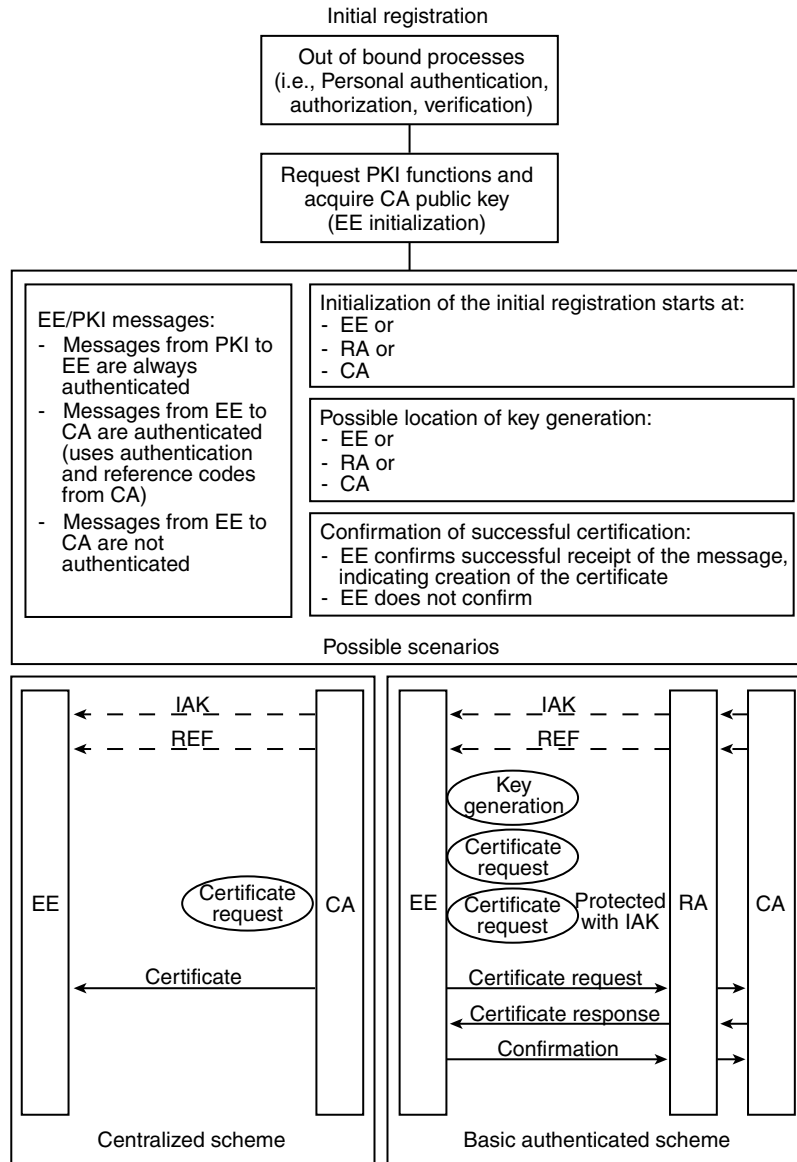 Initial registration
Out of bound processes
(i.e., Personal authentication,
authorization, verification)
Request PKI functions and
acquire CA public key
(EE initialization)
EE/PKI messages:
- Messages from PKI to
EE are always
authenticated
- Messages from EE to
CA are authenticated
(uses authentication
and reference codes
from CA)
- Messages from EE to
CA are not
authenticated
Initialization of the initial registration starts at:
- EE or
- RA or
- CA
Possible location of key generation:
- EE or
- RA or
- CA
Confirmation of successful certification:
- EE confirms successful receipt of the message,
indicating creation of the certificate
- EE does not confirm
Possible scenarios
IAK
REF
EE
Certificate
request
CA
Certificate
Centralized scheme
IAK
REF
Key
generation
Certificate
request
EE
Certificate
request
Protected
with IAK
RA
CA
Certificate request
Certificate response
Confirmation
Basic authenticated scheme